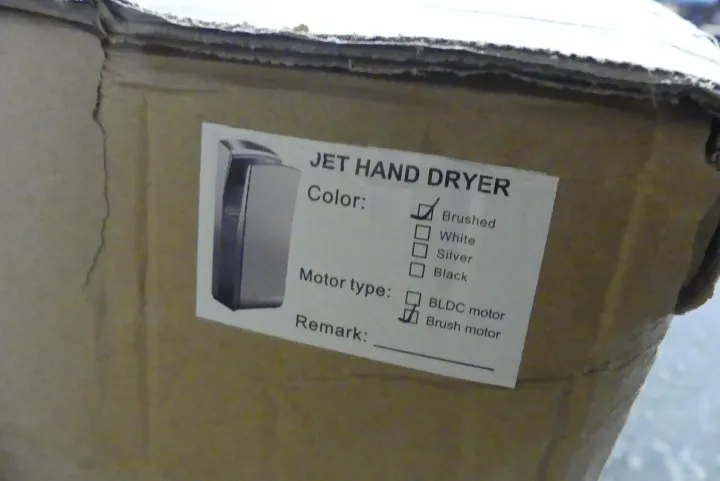 JET HAND DRYER
Color:
Brushed
White
Silver
Black
Motor type:
BLDC motor
Brush motor
Remark: